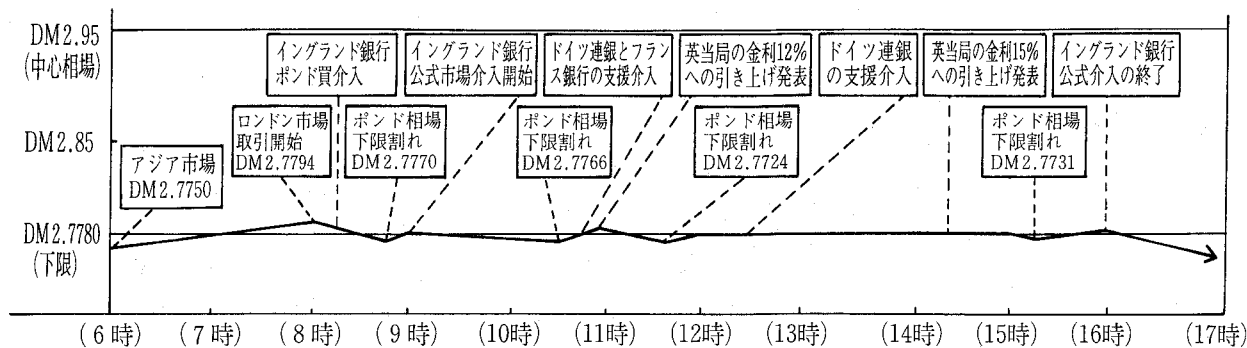 DM2.95
(中心相場)
イングランド銀行
ポンド買介入
イングランド銀行
公式市場介入開始
ドイツ連銀とフラン
ス銀行の支援介入
英当局の金利12%
への引き上げ発表
ドイツ連銀
の支援介入
英当局の金利15%
への引き上げ発表
イングランド銀行
公式介入の終了
DM2.85
アジア市場
DM2.7750
ロンドン市場
取引開始
DM2.7794
ポンド相場
下限割れ
DM2.7770
ポンド相場
下限割れ
DM2.7766
ポンド相場
下限割れ
DM2.7724
ポンド相場
下限割れ
DM2.7731
DM2.7780
(下限)
(6時)
(7時)
(8時)
(9時)
(10時)
(11時)
(12時)
(13時)
(14時)
(15時)
(16時)
(17時)